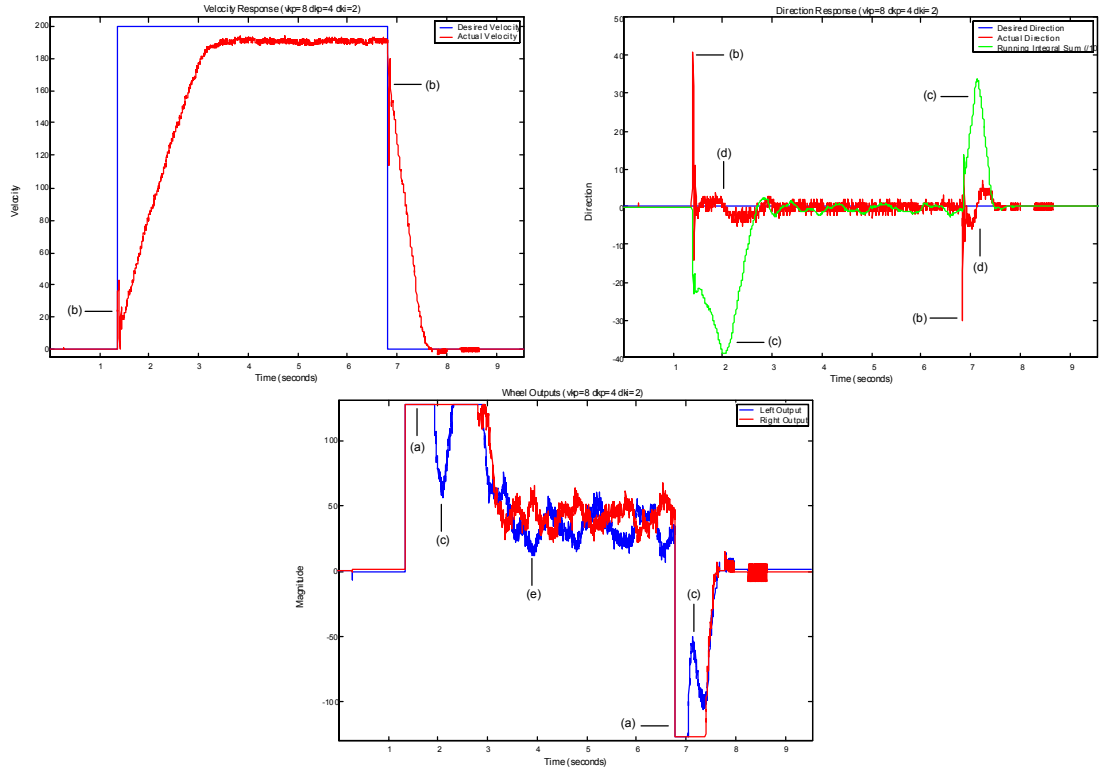 Velocity Response (vkp=8 dkp=4 dki=2)
Desired Velocity
Actual Velocity
200
180
160
140
120
100
80
60
40
20
0
Velocity
(b)
(b)
1 2 3 4 5 6 7 8 9
Time (seconds)
Direction Response (vkp=8 dkp=4 dki=2)
Desired Direction
Actual Direction
Running Integral Sum (/10
50
40
30
20
10
0
-10
-20
-30
-40
Direction
(b)
(c)
(d)
(d)
(b)
(c)
1 2 3 4 5 6 7 8 9
Time (seconds)
Wheel Outputs (vkp=8 dkp=4 dki=2)
Left Output
Right Output
100
50
0
-50
-100
Magnitude
(a)
(c)
(e)
(c)
(a)
1 2 3 4 5 6 7 8 9
Time (seconds)